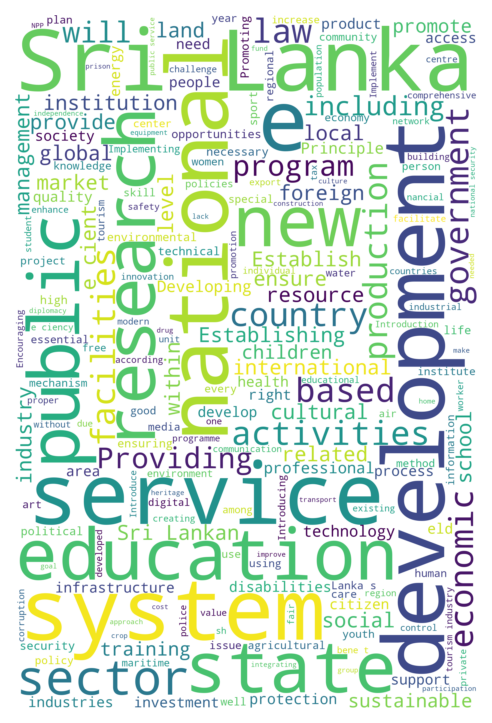 NPP
plan
year
increase
community
centre
comprehensive
will
land
product
promote
public service
prison
fund
population
Implement
Sri Lanka
Promoting
energy
need
people
law
access
challenge
regional
institution
independence
including
network
provide
society
equipment
center
Implementing
opportunities
sport
economy
local
building
management
global
knowledge
women
necessary
program
Principle
person
national security
market
skill
policies
tax
export
culture
foreign
nancial
quality
safety
special
construction
production
facilitate
government
student
enhance
tourism
lack
level
environmental
promotion
new
countries
project
research
national
e
technical
Developing
individual
water
Establish
ensure
industrial
high
e cient
innovation
resource
diplomacy
e ciency
modern
drug
country
Introduction
life
public
facilities
essential
free
unit
Establishing
make
Encouraging
mechanism
according
every
children
international
educational
institute
proper
within
health
based
worker
industry
good
develop
right
cultural
air
home
without
due
media
one
activities
information
school
ensuring
programme
communication
related
area
Providing
environment
professional
process
method
art
Introduce
heritage
among
transport
service
development
economic
political
digital
creating
Introducing
existing
technology
eld
developed
Sri Lankan
use
improve
using
education
goal
infrastructure
disabilities
Lanka s
region
human
tourism industry
corruption
approach
cost
police
value
care
citizen
fair
system
social
control
private
security
training
crop
issue
agricultural
youth
policy
maritime
sh
integrating
bene t
group
support
participation
sector
state
industries
investment
well
protection
sustainable